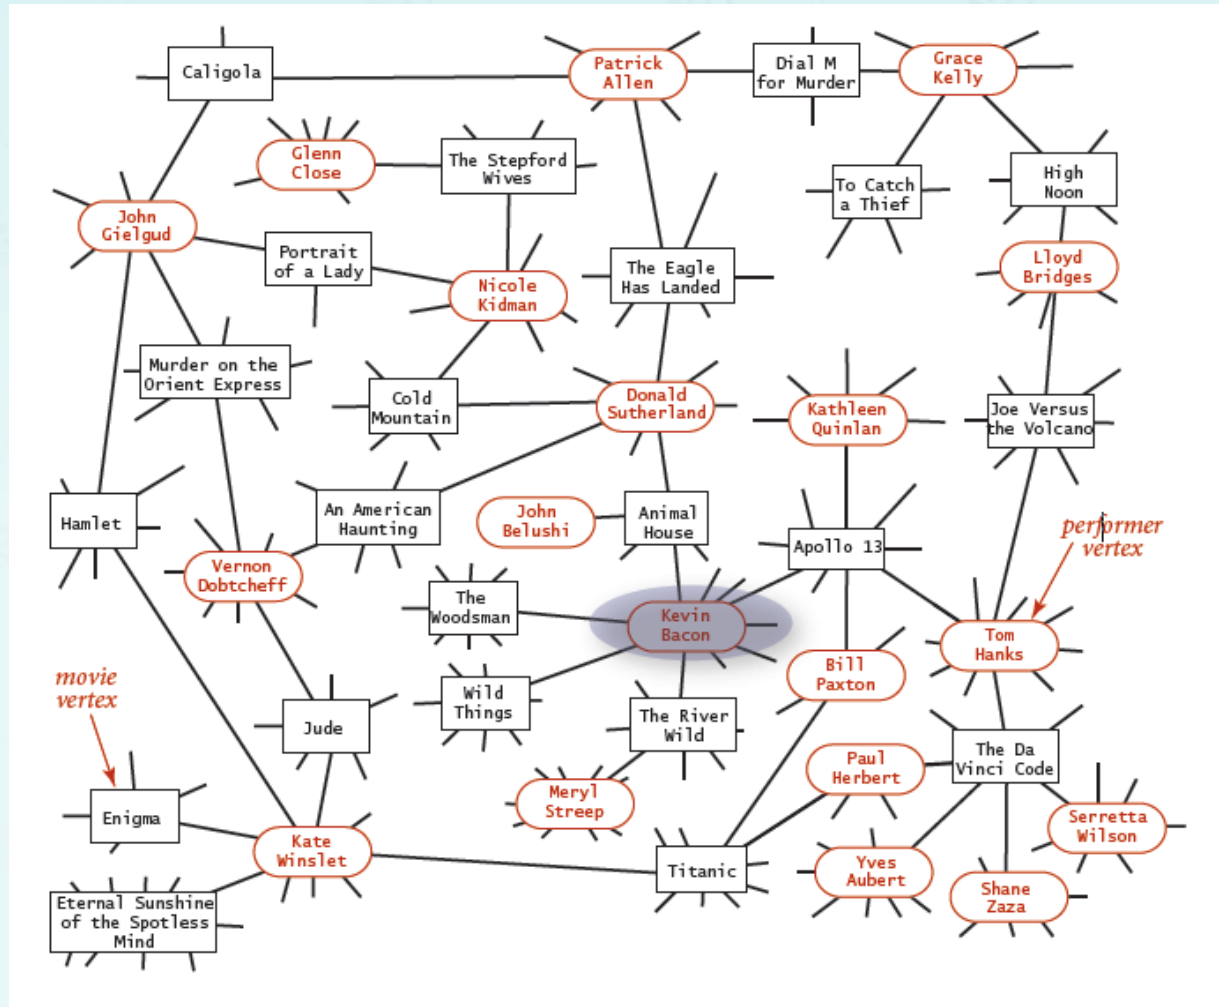 Caligola
Patrick
Allen
Dial M
for Murder
Grace
Kelly
Glenn
Close
The Stepford
Wives
To Catch
a Thief
High
Noon
John
Gielgud
Portrait
of a Lady
Nicole
Kidman
The Eagle
Has Landed
Lloyd
Bridges
Murder on the
Orient Express
Cold
Mountain
Donald
Sutherland
Kathleen
Quinlan
Joe Versus
the Volcano
Hamlet
An American
Haunting
John
Belushi
Animal
House
Apollo 13
performer
vertex
Vernon
Dobtcheff
The
Woodsman
Kevin
Bacon
Tom
Hanks
Bill
Paxton
movie
vertex
Jude
Wild
Things
The River
Wild
The Da
Vinci Code
Paul
Herbert
Enigma
Meryl
Streep
Serretta
Wilson
Kate
Winslet
Titanic
Yves
Aubert
Shane
Zaza
Eternal Sunshine
of the Spotless
Mind